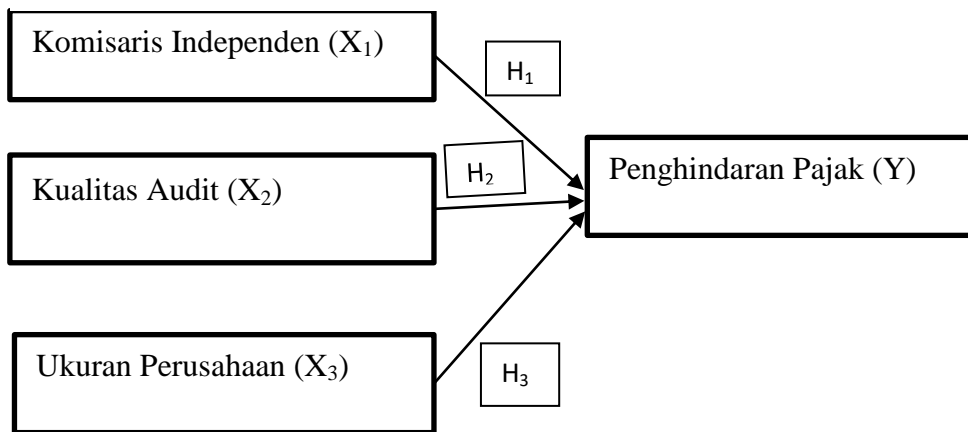 Komisaris Independen (X₁)
H₁
Kualitas Audit (X₂)
H₂
Penghindaran Pajak (Y)
Ukuran Perusahaan (X₃)
H₃